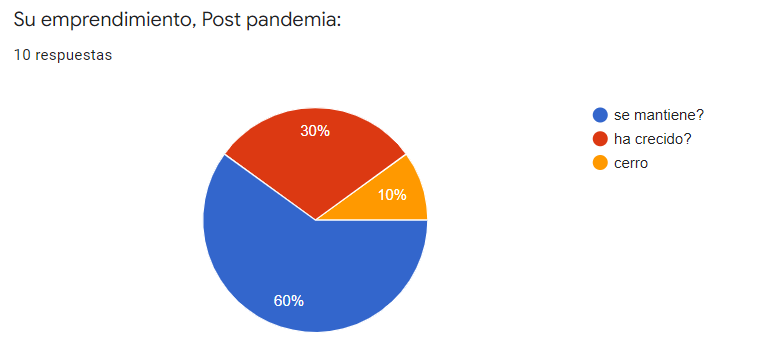 Su emprendimiento, Post pandemia:
10 respuestas
30%
10%
60%
se mantiene?
ha crecido?
cerro